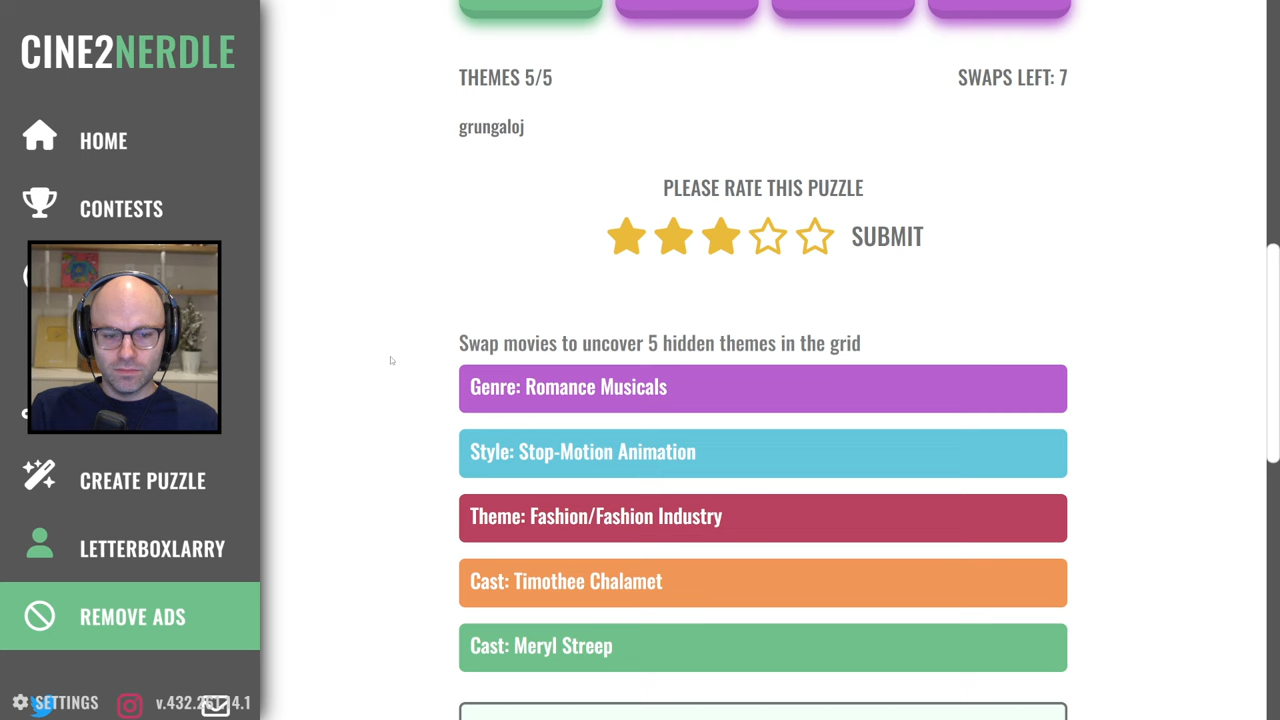 CINE2NERDLE
HOME
CONTESTS
CREATE PUZZLE
LETTERBOXLARRY
REMOVE ADS
SETTINGS
THEMES 5/5
SWAPS LEFT: 7
grungaloj
PLEASE RATE THIS PUZZLE
SUBMIT
Swap movies to uncover 5 hidden themes in the grid
Genre: Romance Musicals
Style: Stop-Motion Animation
Theme: Fashion/Fashion Industry
Cast: Timothee Chalamet
Cast: Meryl Streep